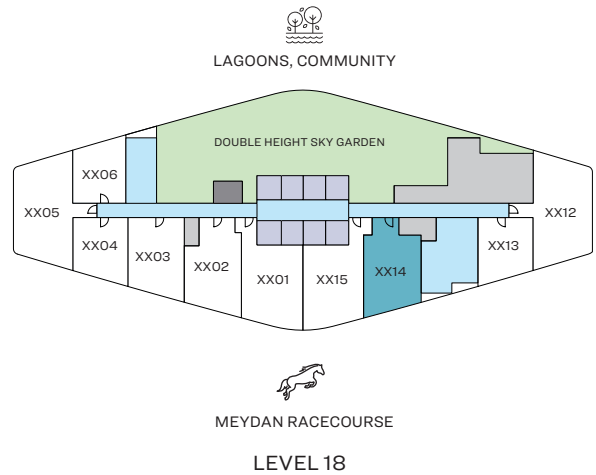 LAGOONS, COMMUNITY
DOUBLE HEIGHT SKY GARDEN
XX06
XX05
XX12
XX04
XX03
XX02
XX01
XX15
XX14
XX13
MEYDAN RACECOURSE
LEVEL 18